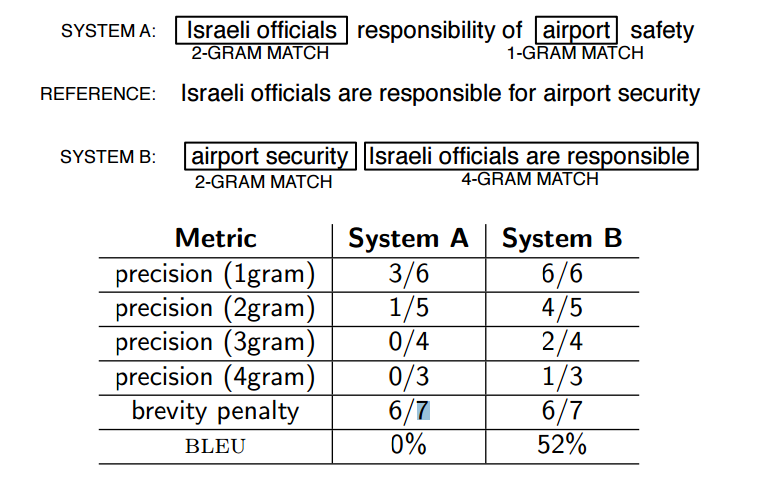 SYSTEM A: Israeli officials responsibility of airport safety
2-GRAM MATCH 1-GRAM MATCH
REFERENCE: Israeli officials are responsible for airport security
SYSTEM B: airport security Israeli officials are responsible
2-GRAM MATCH 4-GRAM MATCH
Metric System A System B
precision (1gram) 3/6 6/6
precision (2gram) 1/5 4/5
precision (3gram) 0/4 2/4
precision (4gram) 0/3 1/3
brevity penalty 6/7 6/7
BLEU 0% 52%